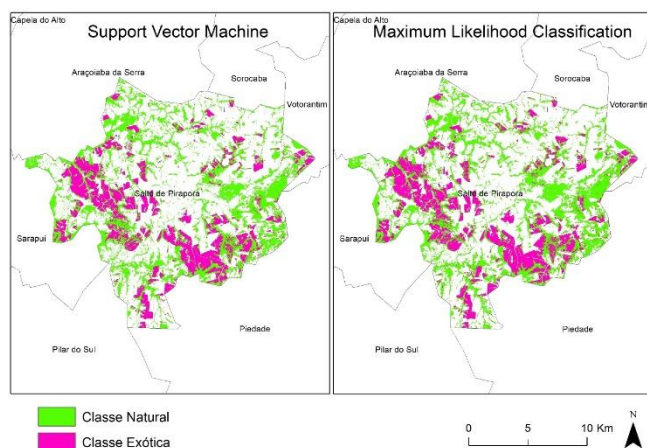 Capela do Alto
Support Vector Machine
Araçoiaba da Serra
Sorocaba
Votorantim
Salto de Pirapora
Sarapuí
Piedade
Pilar do Sul
Capela do Alto
Maximum Likelihood Classification
Araçoiaba da Serra
Sorocaba
Votorantim
Salto de Pirapora
Sarapuí
Piedade
Pilar do Sul
Classe Natural
Classe Exótica
0 5 10 Km
N